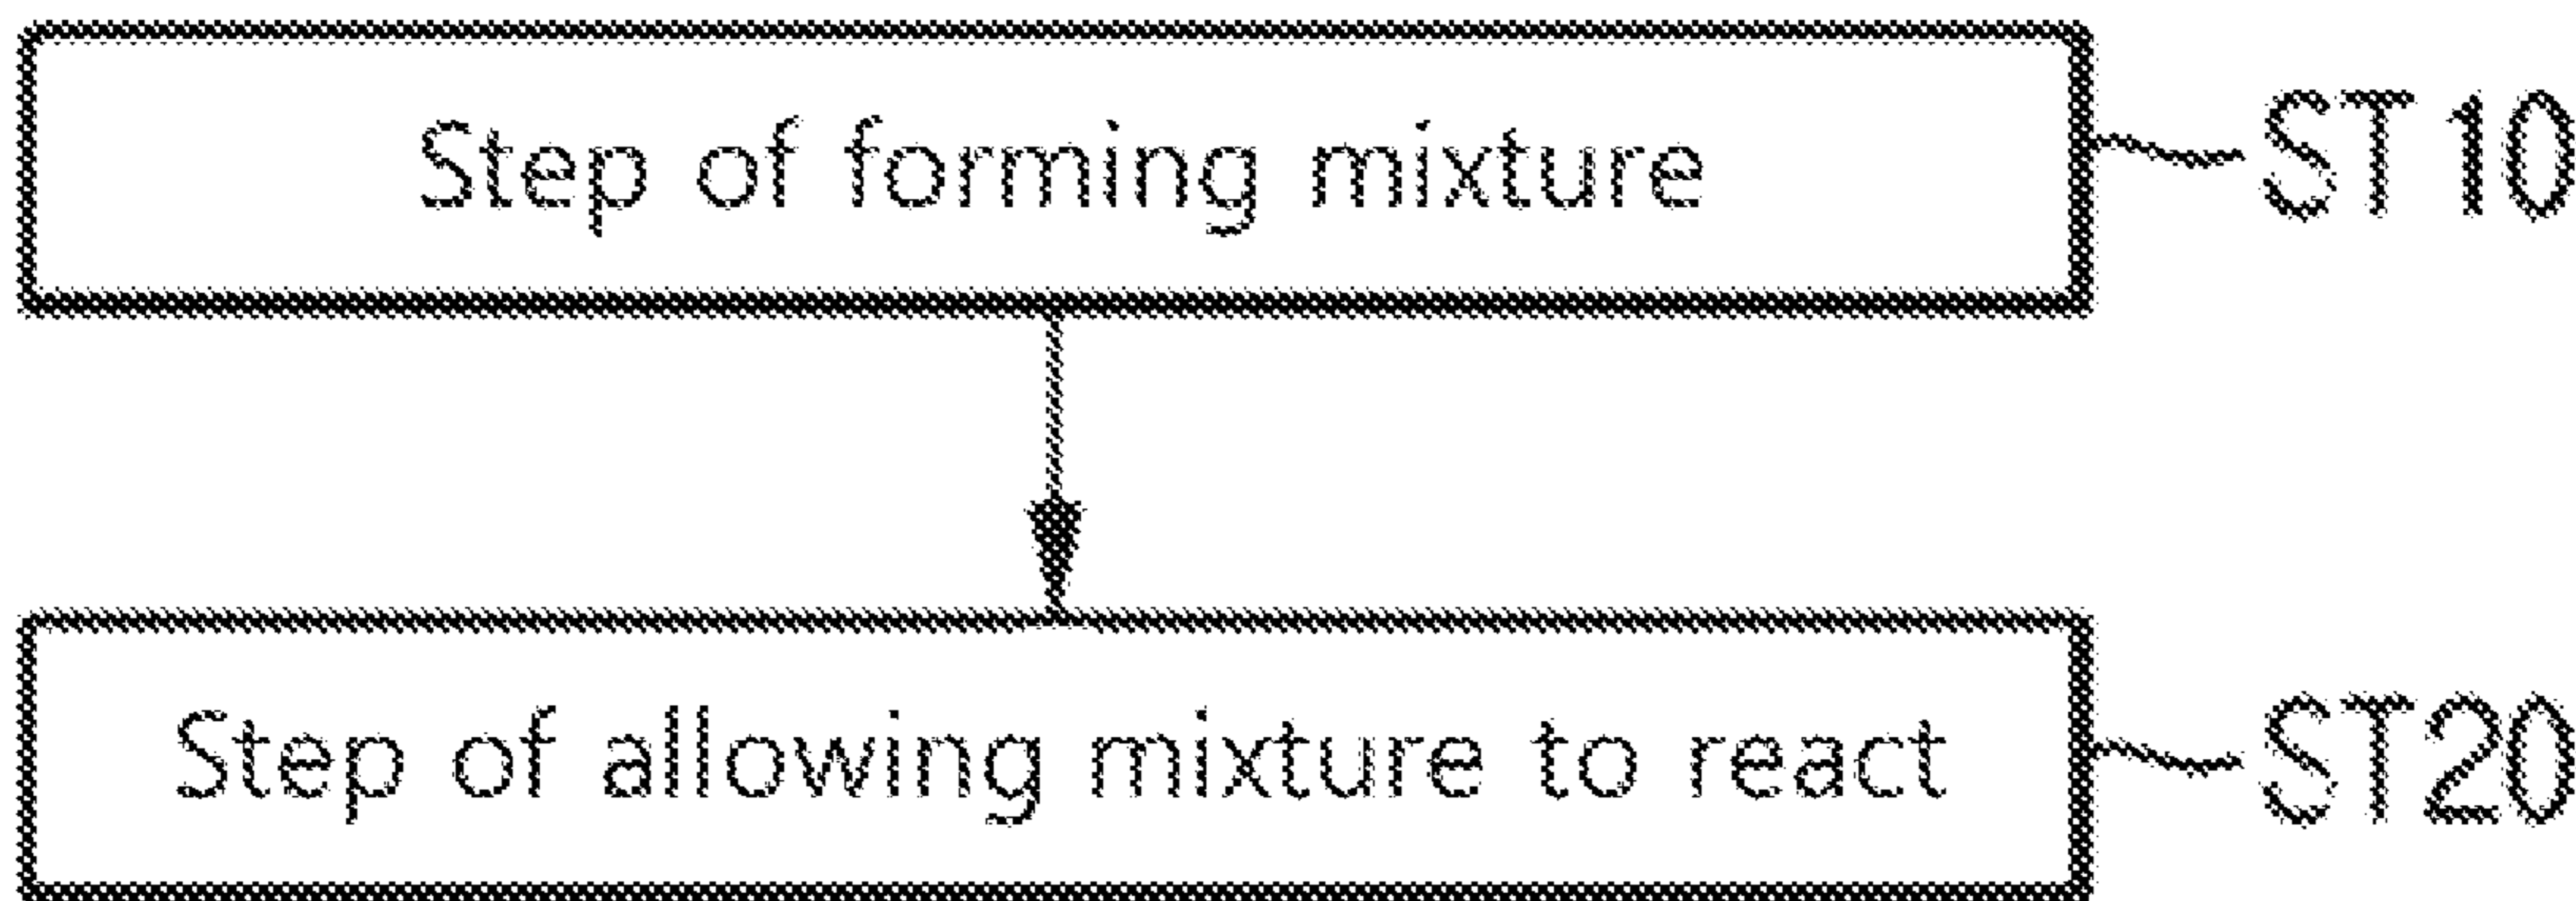 Step of forming mixture
ST10
Step of allowing mixture to react
ST20